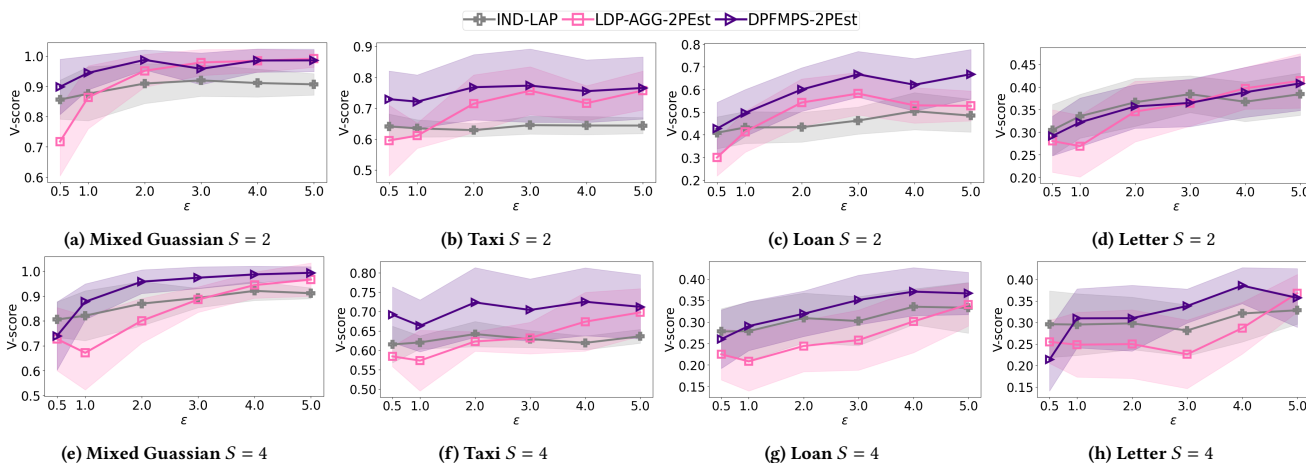 IND-LAP LDP-AGG-2PEst DPFMPS-2PEst
V-score
1.0
0.9
0.8
0.7
0.6
0.5 1.0 2.0 3.0 4.0 5.0
ε
(a) Mixed Guassian S = 2
V-score
0.9
0.8
0.7
0.6
0.5
0.5 1.0 2.0 3.0 4.0 5.0
ε
(b) Taxi S = 2
V-score
0.8
0.7
0.6
0.5
0.4
0.3
0.2
0.5 1.0 2.0 3.0 4.0 5.0
ε
(c) Loan S = 2
V-score
0.45
0.40
0.35
0.30
0.25
0.20
0.5 1.0 2.0 3.0 4.0 5.0
ε
(d) Letter S = 2
V-score
1.0
0.9
0.8
0.7
0.6
0.5
0.5 1.0 2.0 3.0 4.0 5.0
ε
(e) Mixed Guassian S = 4
V-score
0.80
0.75
0.70
0.65
0.60
0.55
0.50
0.5 1.0 2.0 3.0 4.0 5.0
ε
(f) Taxi S = 4
V-score
0.40
0.35
0.30
0.25
0.20
0.15
0.5 1.0 2.0 3.0 4.0 5.0
ε
(g) Loan S = 4
V-score
0.40
0.35
0.30
0.25
0.20
0.15
0.5 1.0 2.0 3.0 4.0 5.0
ε
(h) Letter S = 4